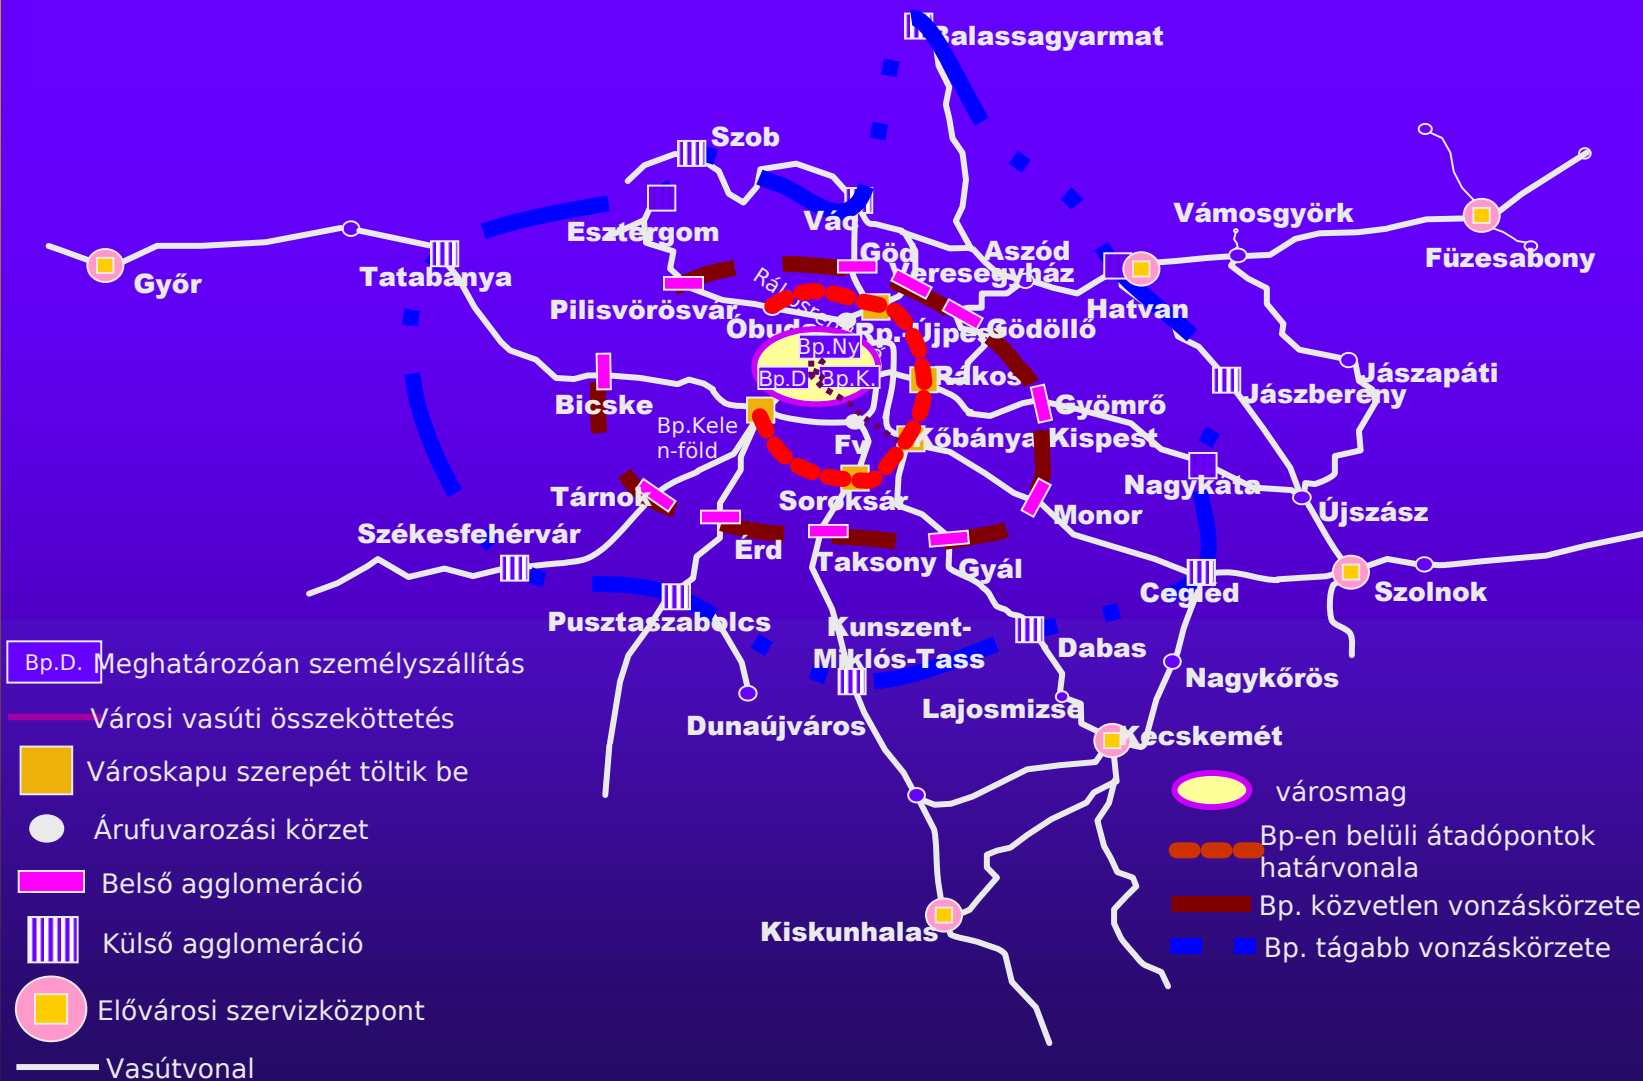 Balassagyarmat
Szob
Vác
Esztergom
Vámosgyörk
Aszód
Göd
Veresegyház
Füzesabony
Győr
Tatabánya
Hatvan
Pilisvörösvár
Óbuda
Rp.-Újpest
Gödöllő
Bp.Ny
Bp.D
Bp.K.
Rákos
Jászapáti
Jászberény
Bicske
Gyömrő
Bp.Kele
n-föld
Fv
Kőbánya-Kispest
Nagykáta
Tárnok
Soroksár
Monor
Újszász
Székesfehérvár
Érd
Taksony
Gyál
Cegléd
Szolnok
Pusztaszabolcs
Kunszent-
Miklós-Tass
Dabas
Nagykőrös
Lajosmizse
Dunaújváros
Kecskemét
Kiskunhalas
Bp.D.
Meghatározóan személyszállítás
Városi vasúti összeköttetés
Városkapu szerepét töltik be
Árufuvarozási körzet
Belső agglomeráció
Külső agglomeráció
Elővárosi szervizközpont
Vasútvonal
városmag
Bp-en belüli átadópontok
határvonala
Bp. közvetlen vonzáskörzete
Bp. tágabb vonzáskörzete